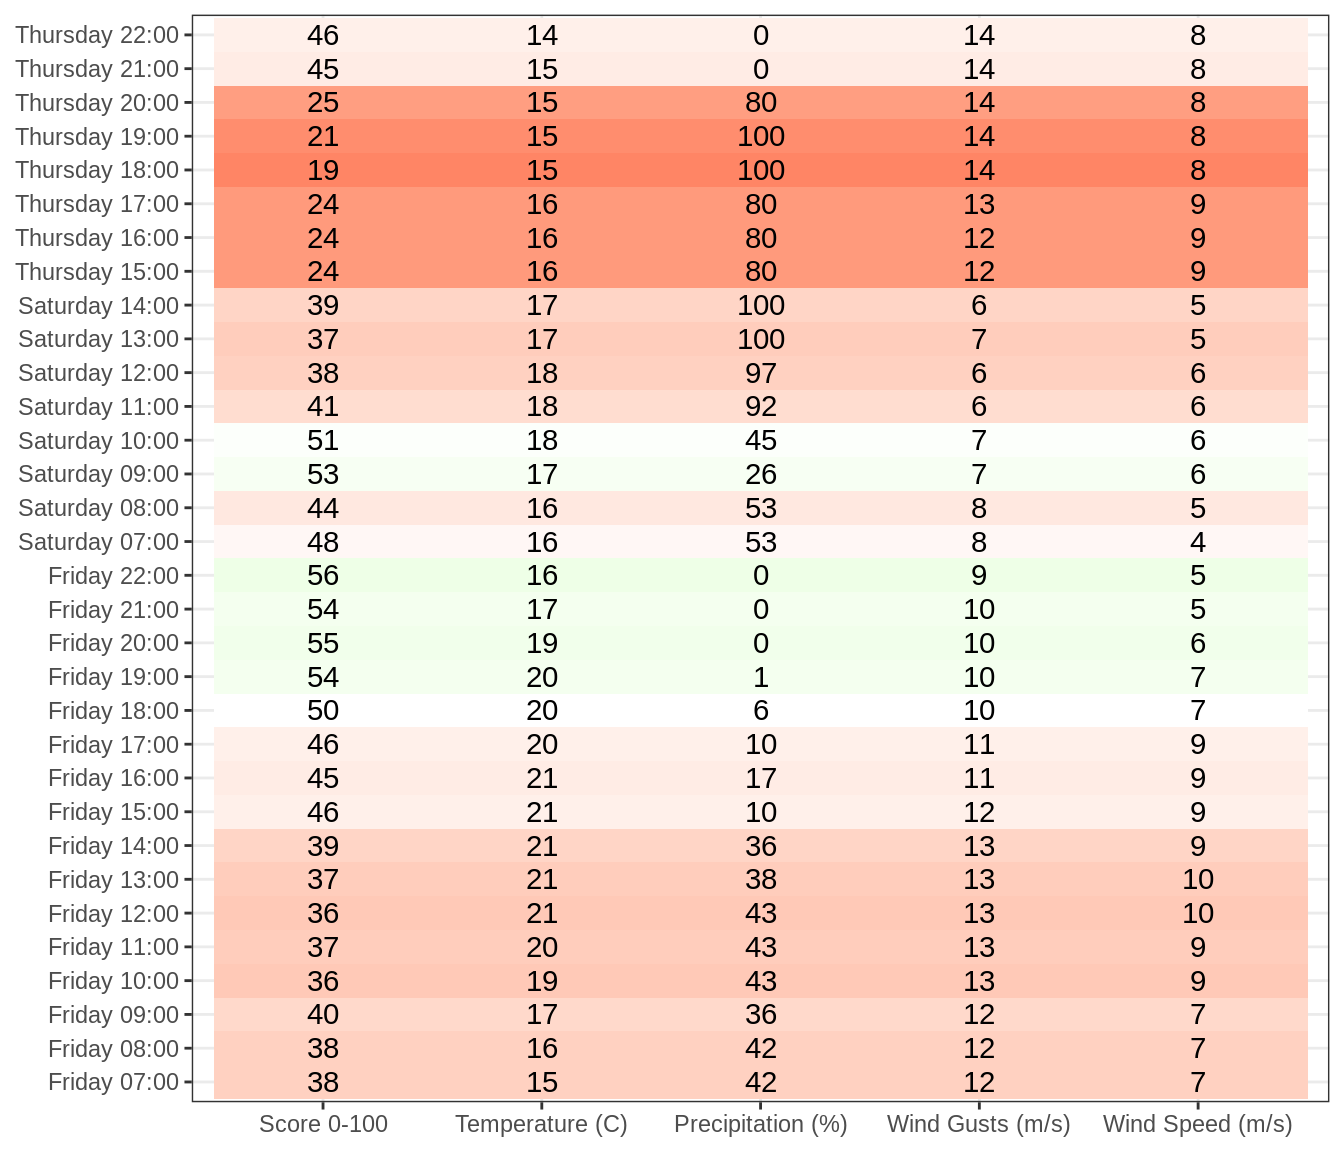 Thursday 22:00 46 14 0 14 8
Thursday 21:00 45 15 0 14 8
Thursday 20:00 25 15 80 14 8
Thursday 19:00 21 15 100 14 8
Thursday 18:00 19 15 100 14 8
Thursday 17:00 24 16 80 13 9
Thursday 16:00 24 16 80 12 9
Thursday 15:00 24 16 80 12 9
Saturday 14:00 39 17 100 6 5
Saturday 13:00 37 17 100 7 5
Saturday 12:00 38 18 97 6 6
Saturday 11:00 41 18 92 6 6
Saturday 10:00 51 18 45 7 6
Saturday 09:00 53 17 26 7 6
Saturday 08:00 44 16 53 8 5
Saturday 07:00 48 16 53 8 4
Friday 22:00 56 16 0 9 5
Friday 21:00 54 17 0 10 5
Friday 20:00 55 19 0 10 6
Friday 19:00 54 20 1 10 7
Friday 18:00 50 20 6 10 7
Friday 17:00 46 20 10 11 9
Friday 16:00 45 21 17 11 9
Friday 15:00 46 21 10 12 9
Friday 14:00 39 21 36 13 9
Friday 13:00 37 21 38 13 10
Friday 12:00 36 21 43 13 10
Friday 11:00 37 20 43 13 9
Friday 10:00 36 19 43 13 9
Friday 09:00 40 17 36 12 7
Friday 08:00 38 16 42 12 7
Friday 07:00 38 15 42 12 7
Score 0-100 Temperature (C) Precipitation (%) Wind Gusts (m/s) Wind Speed (m/s)